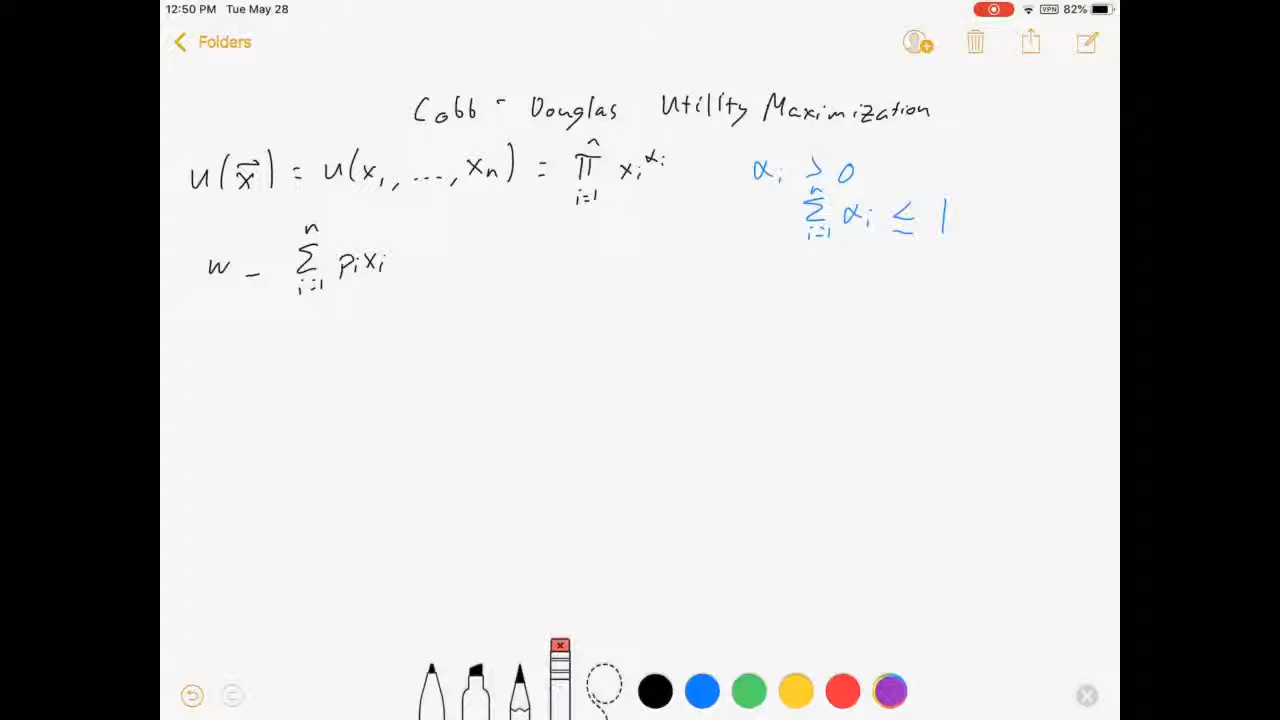 12:50 PM Tue May 28
VPN 82%
Folders
Cobb - Douglas Utility Maximization
u(x⃗) = u(x₁, ..., xₙ) = ∏ᵢ₌₁ⁿ xᵢ^αᵢ
αᵢ > 0
∑ᵢ₌₁ⁿ αᵢ ≤ 1
w - ∑ᵢ₌₁ⁿ pᵢxᵢ